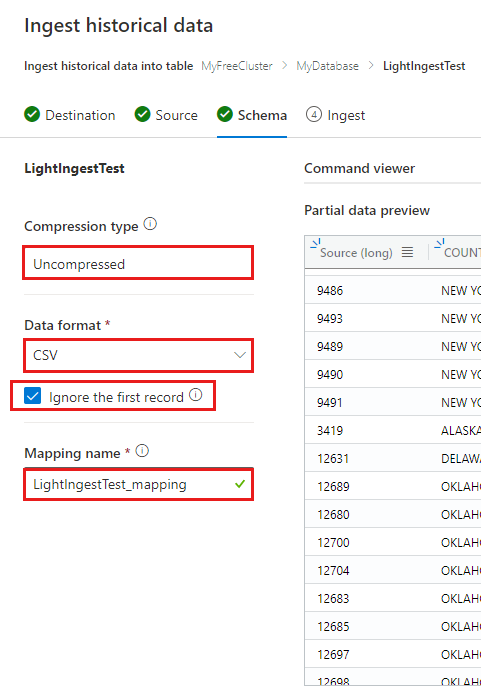 Ingest historical data
Ingest historical data into table MyFreeCluster > MyDatabase > LightIngestTest
Destination Source Schema 4 Ingest
LightIngestTest
Compression type
Uncompressed
Data format *
CSV
Ignore the first record
Mapping name *
LightIngestTest_mapping
Command viewer
Partial data preview
Source (long) COUNT
9486 NEW YO
9493 NEW YO
9489 NEW YO
9490 NEW YO
9491 NEW YO
3419 ALASKA
12631 DELAW
12689 OKLAHO
12680 OKLAHO
12700 OKLAHO
12704 OKLAHO
12683 OKLAHO
12685 OKLAHO
12697 OKLAHO
12698 OKLAHO